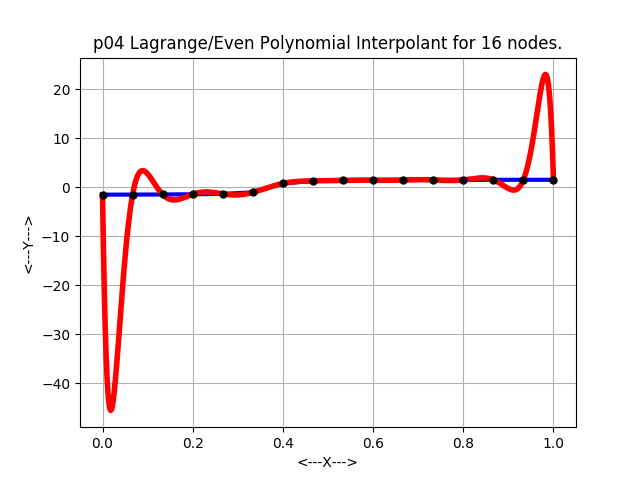 p04 Lagrange/Even Polynomial Interpolant for 16 nodes.
20
10
0
−10
−20
−30
−40
<---Y--->
0.0 0.2 0.4 0.6 0.8 1.0
<---X--->